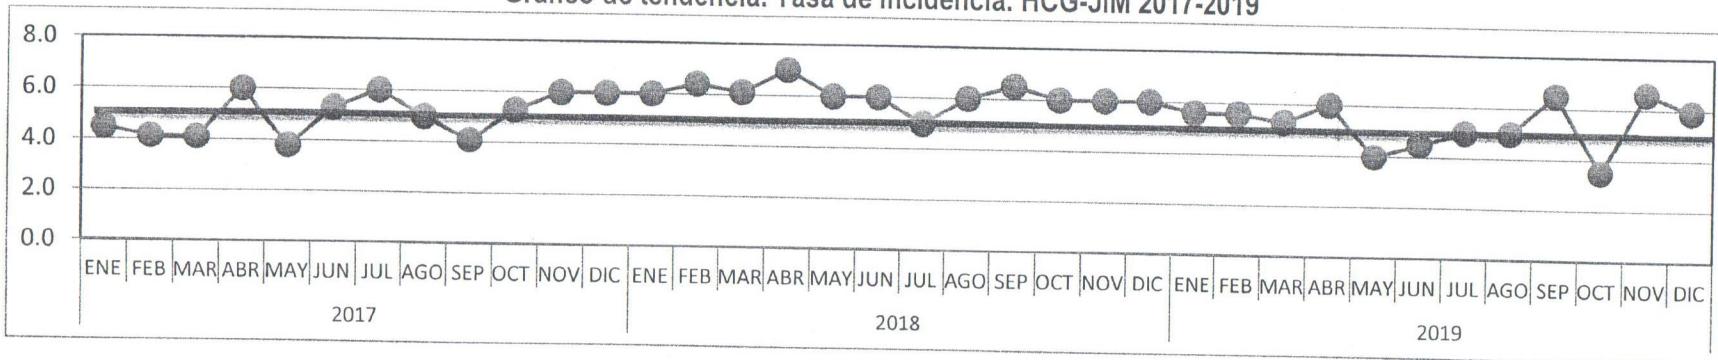 Gráfico de tendencia. Tasa de incidencia. HCG-JIM 2017-2019
8.0
6.0
4.0
2.0
0.0
ENE FEB MAR ABR MAY JUN JUL AGO SEP OCT NOV DIC ENE FEB MAR ABR MAY JUN JUL AGO SEP OCT NOV DIC ENE FEB MAR ABR MAY JUN JUL AGO SEP OCT NOV DIC
2017 2018 2019